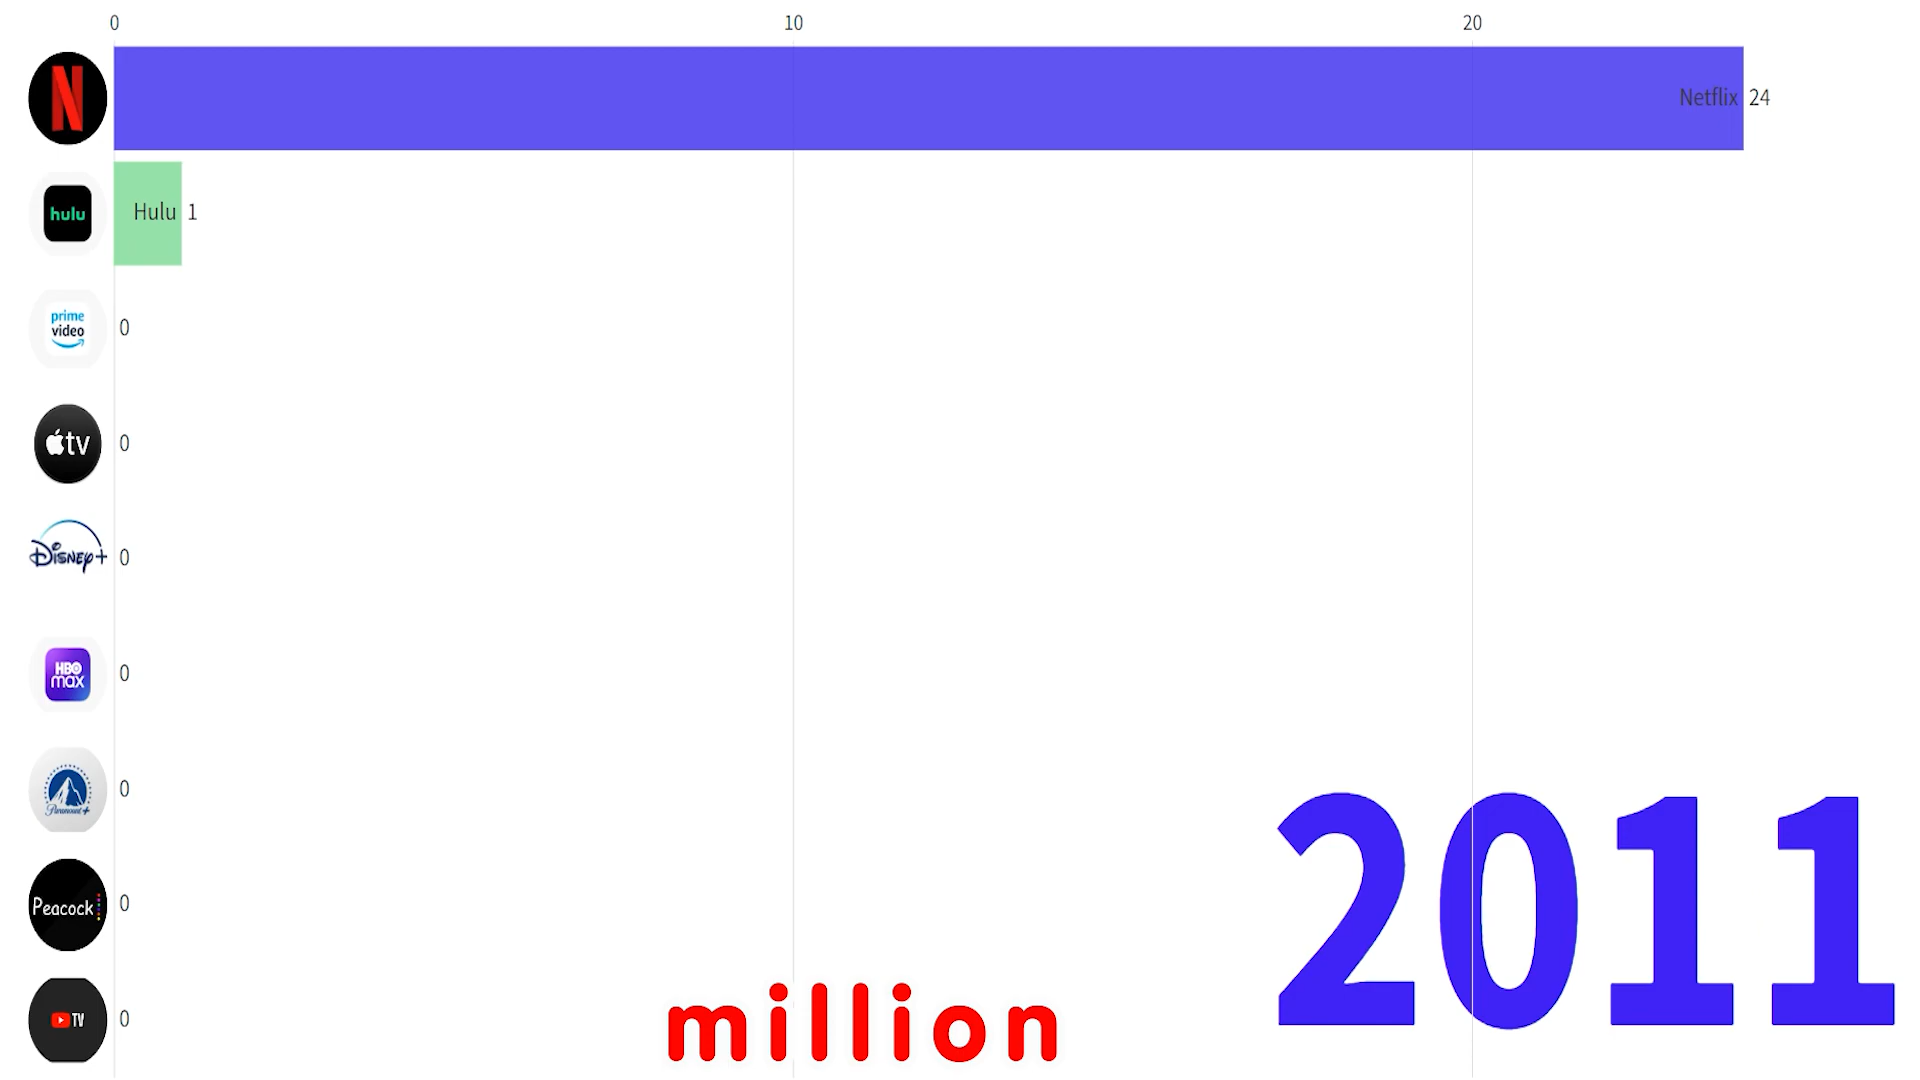 0 10 20
N
Netflix 24
hulu
Hulu 1
prime
video
0
tv
0
Disney+
0
HBO
max
0
Paramount+
0
Peacock
0
TV
0
million
2011